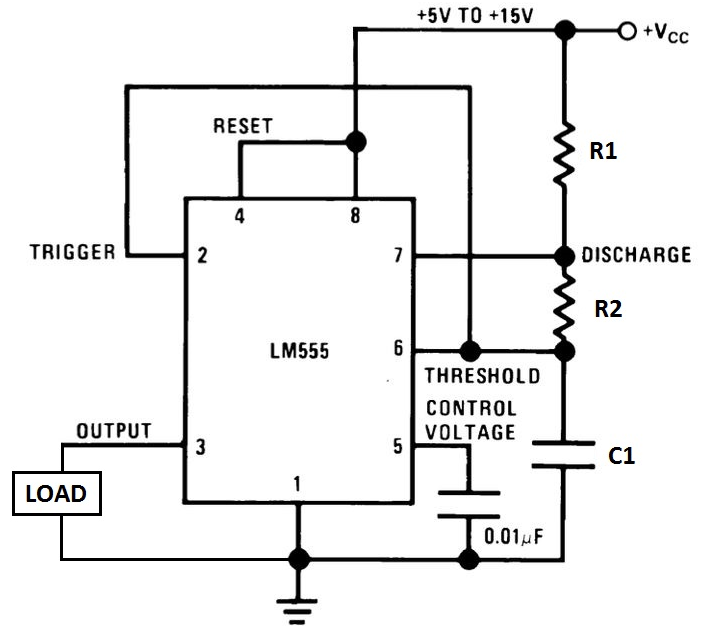 +5V TO +15V
+VCC
RESET
R1
4
8
TRIGGER
2
7
DISCHARGE
R2
LM555
6
THRESHOLD
CONTROL
VOLTAGE
OUTPUT
3
5
C1
LOAD
1
0.01μF